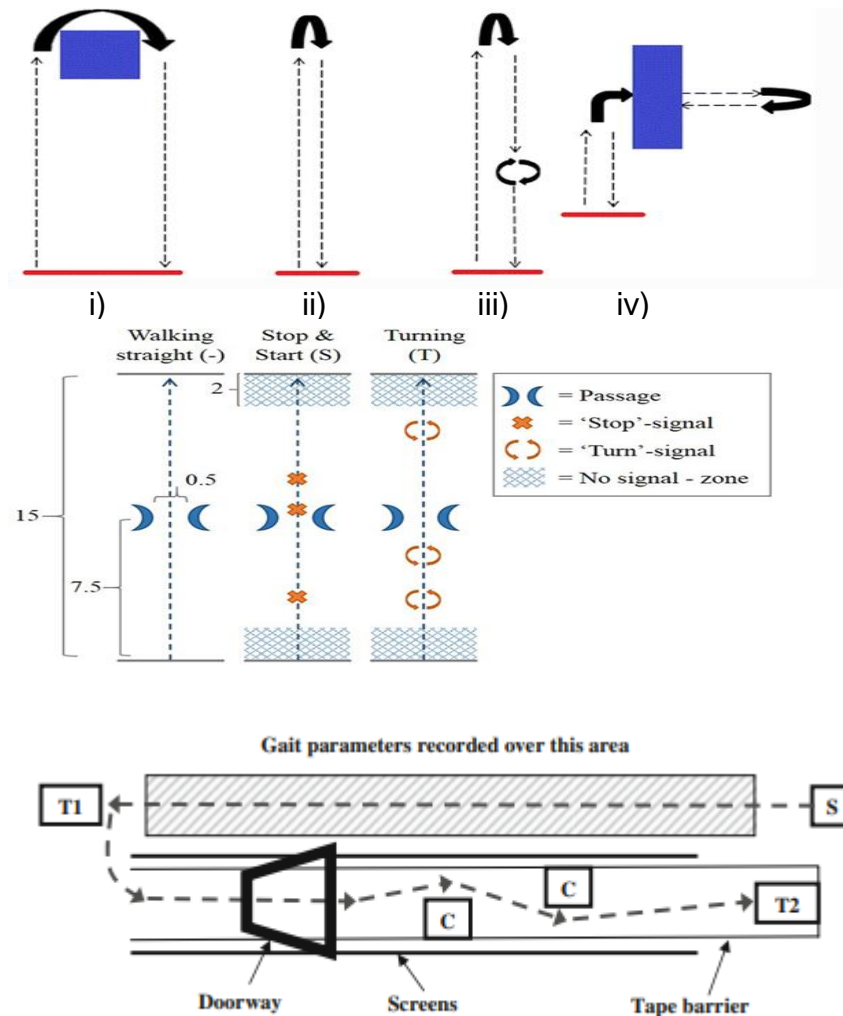 i) ii) iii) iv)
Walking straight (-)
Stop & Start (S)
Turning (T)
2
0.5
15
7.5
= Passage
= ‘Stop’-signal
= ‘Turn’-signal
= No signal - zone
Gait parameters recorded over this area
T1
S
C
C
T2
Doorway
Screens
Tape barrier